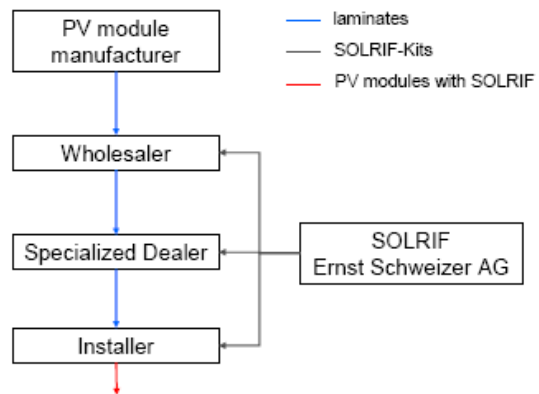 PV module
manufacturer
laminates
SOLRIF-Kits
PV modules with SOLRIF
Wholesaler
Specialized Dealer
SOLRIF
Ernst Schweizer AG
Installer